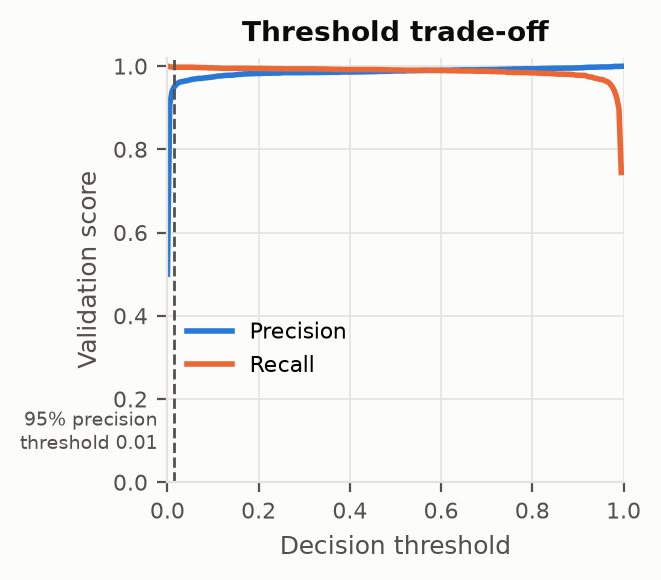 Threshold trade-off
1.0
0.8
0.6
0.4
0.2
0.0
Validation score
Precision
Recall
95% precision
threshold 0.01
0.0 0.2 0.4 0.6 0.8 1.0
Decision threshold